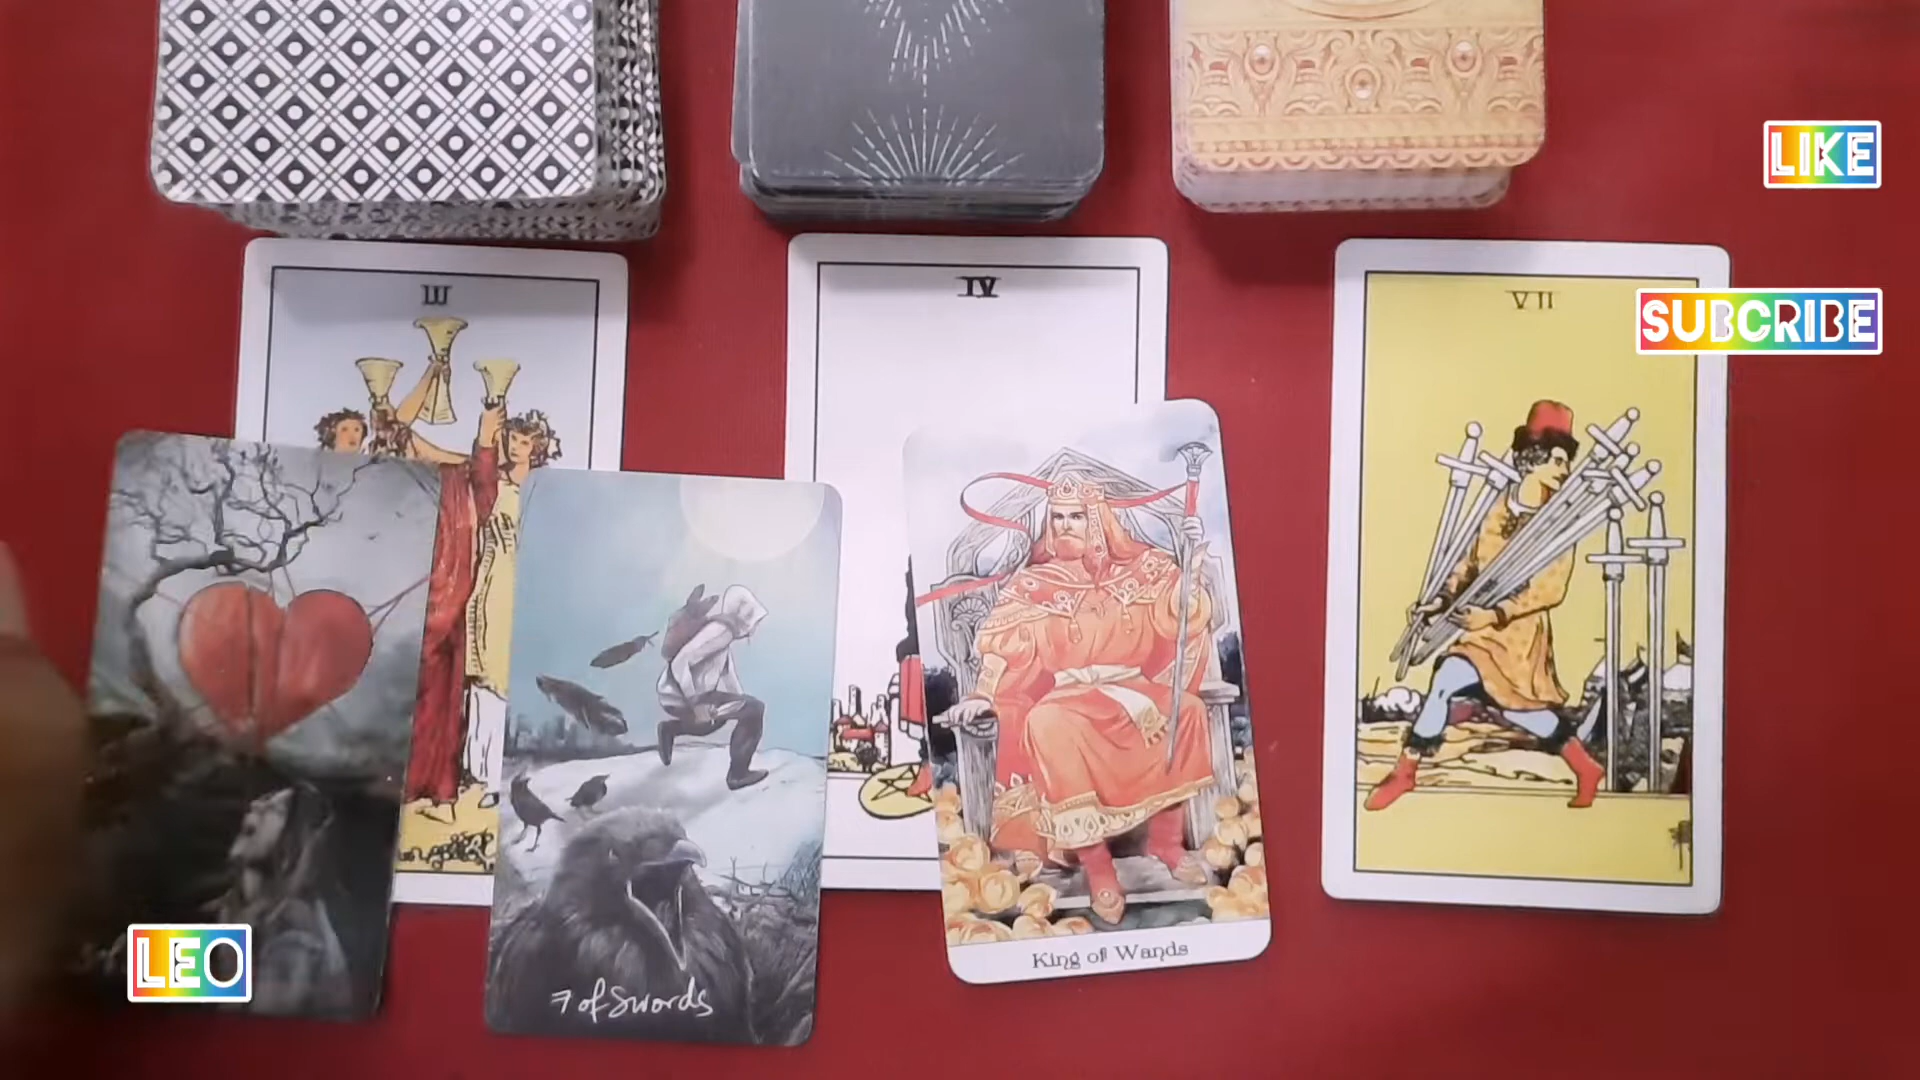 LIKE
III
IV
VII
SUBCRIBE
King of Wands
LEO
7 of Swords